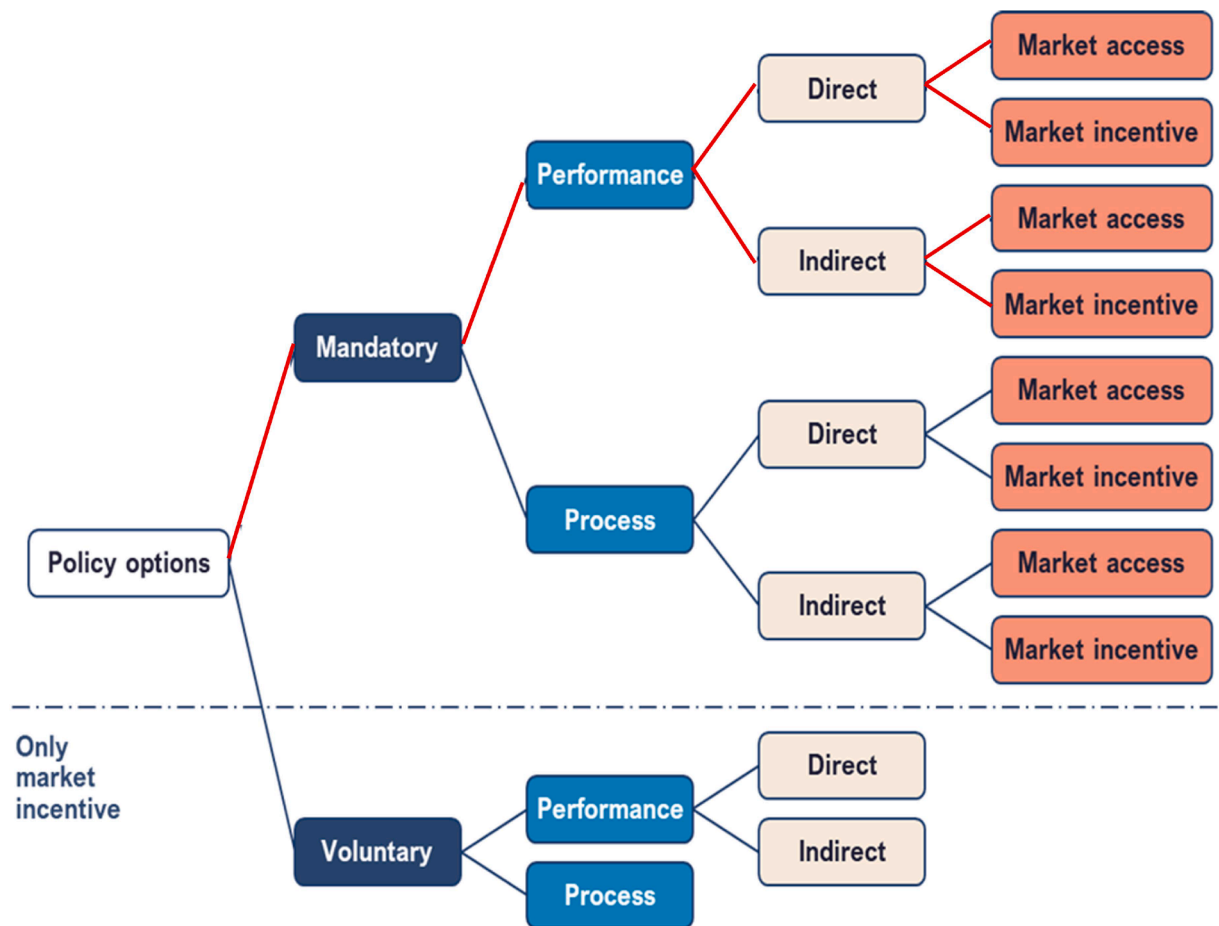 Market access
Direct
Market incentive
Performance
Market access
Indirect
Market incentive
Mandatory
Market access
Direct
Market incentive
Process
Policy options
Market access
Indirect
Market incentive
Only
market
incentive
Direct
Performance
Voluntary
Indirect
Process